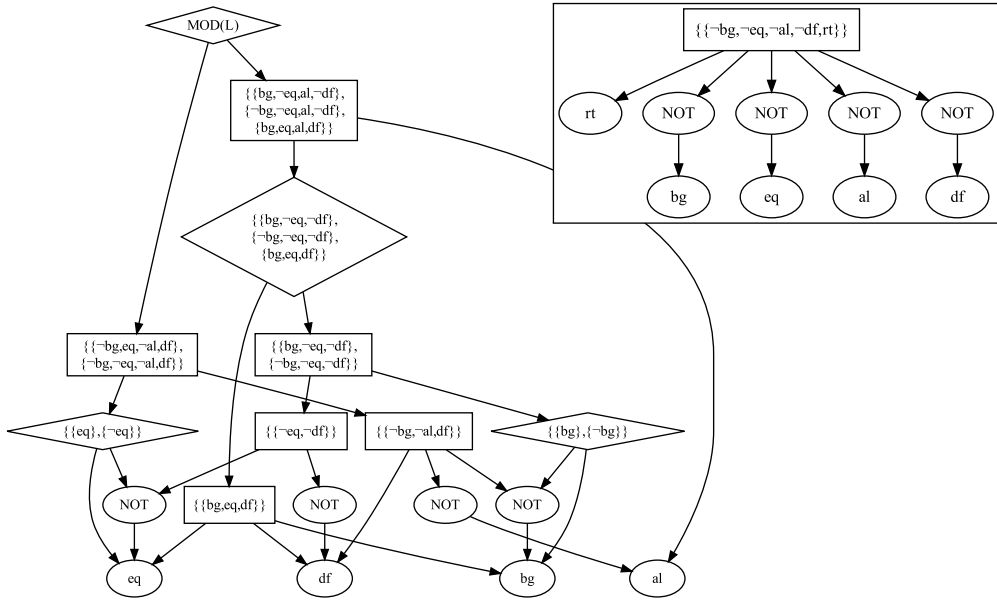 MOD(L)
{{¬bg,¬eq,¬al,¬df,rt}}
{{bg,¬eq,al,¬df},
{¬bg,¬eq,al,¬df},
{bg,eq,al,df}}
rt
NOT
NOT
NOT
NOT
bg
eq
al
df
{{bg,¬eq,¬df},
{¬bg,¬eq,¬df},
{bg,eq,df}}
{{¬bg,eq,¬al,df},
{¬bg,¬eq,¬al,df}}
{{bg,¬eq,¬df},
{¬bg,¬eq,¬df}}
{{eq},{¬eq}}
{{¬eq,¬df}}
{{¬bg,¬al,df}}
{{bg},{¬bg}}
NOT
{{bg,eq,df}}
NOT
NOT
NOT
eq
df
bg
al